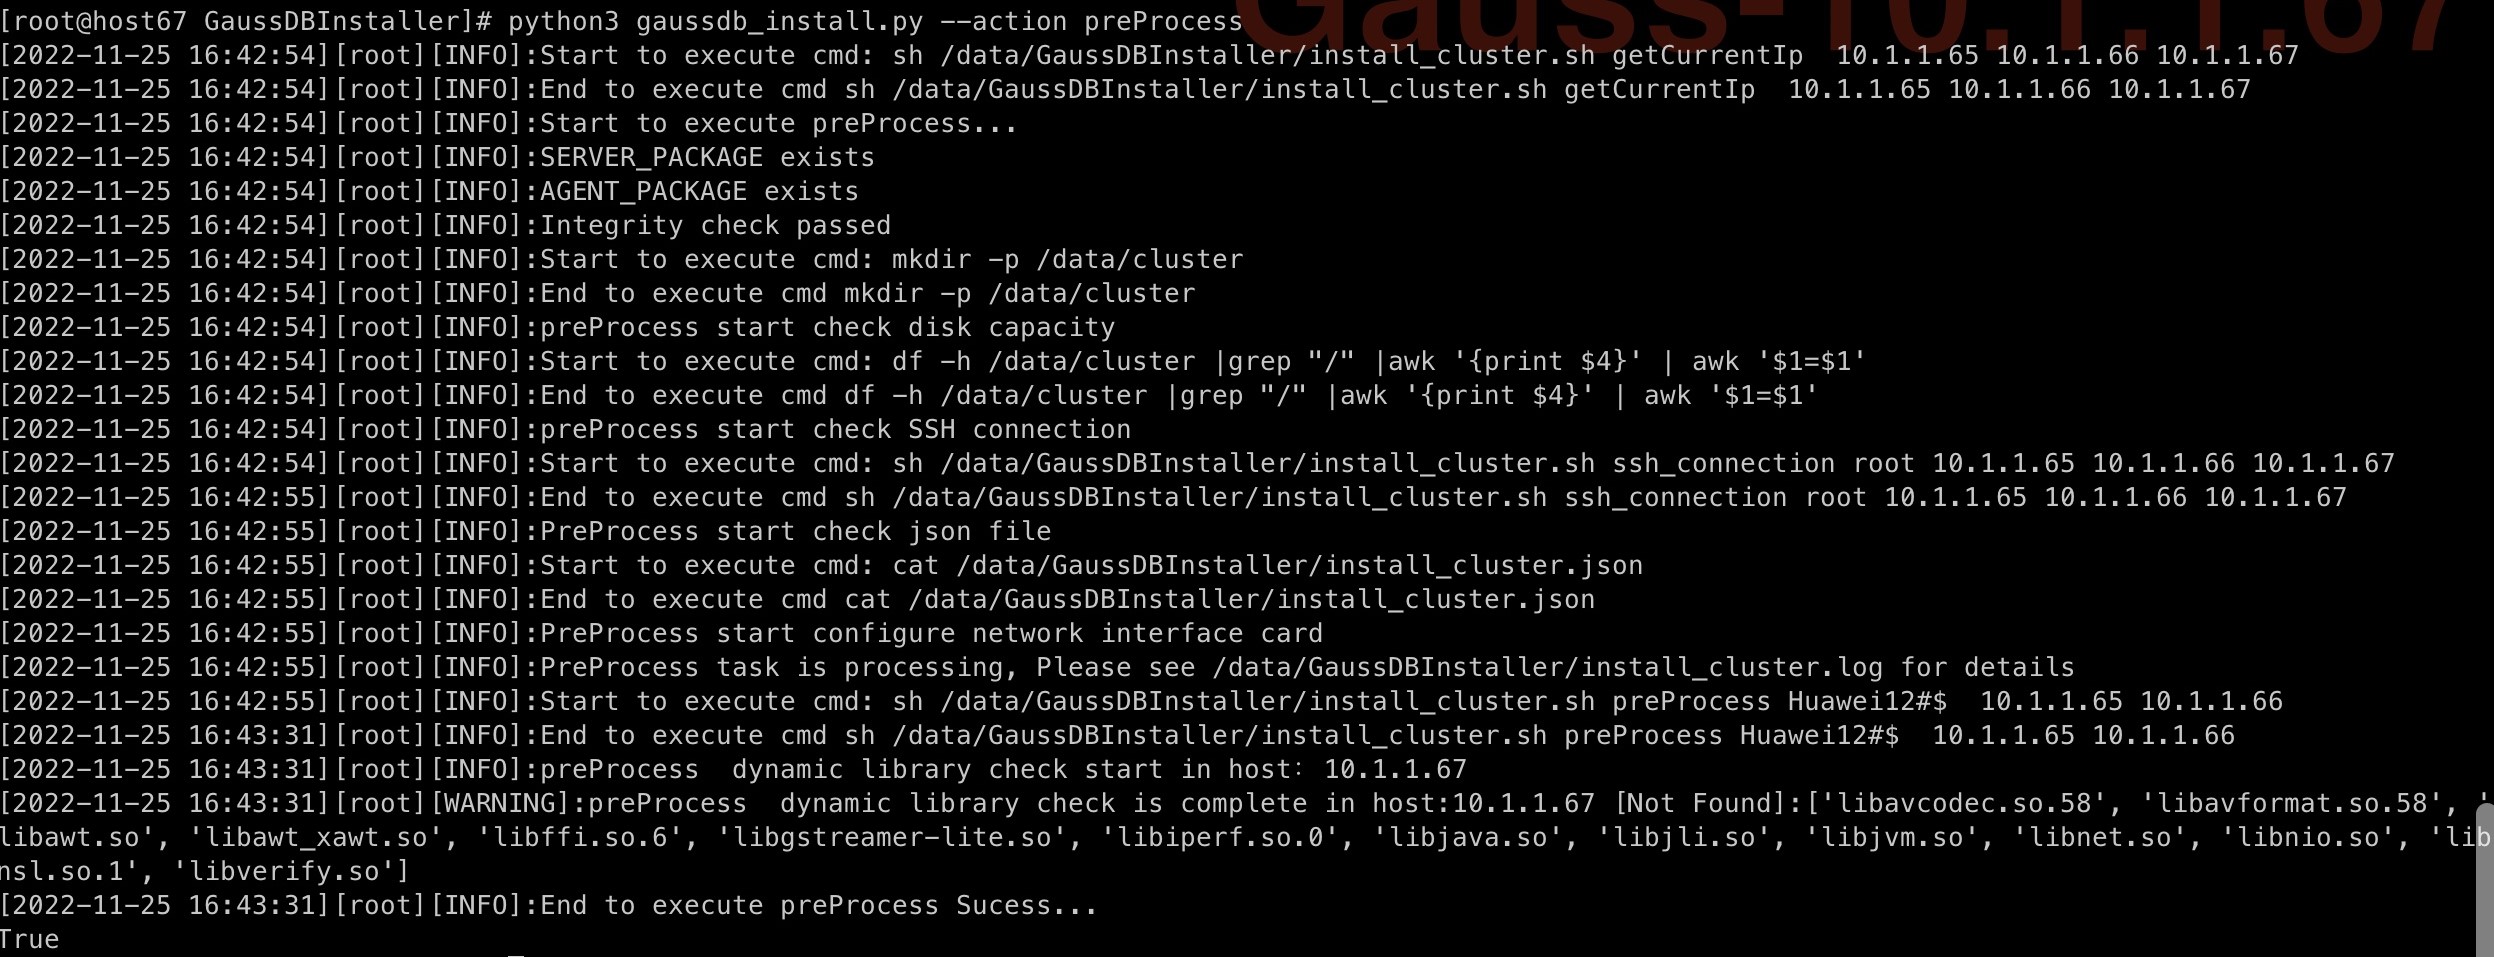 Gauss-10.1.1.67
[root@host67 GaussDBInstaller]# python3 gaussdb_install.py --action preProcess
[2022-11-25 16:42:54][root][INFO]:Start to execute cmd: sh /data/GaussDBInstaller/install_cluster.sh getCurrentIp  10.1.1.65 10.1.1.66 10.1.1.67
[2022-11-25 16:42:54][root][INFO]:End to execute cmd sh /data/GaussDBInstaller/install_cluster.sh getCurrentIp  10.1.1.65 10.1.1.66 10.1.1.67
[2022-11-25 16:42:54][root][INFO]:Start to execute preProcess...
[2022-11-25 16:42:54][root][INFO]:SERVER_PACKAGE exists
[2022-11-25 16:42:54][root][INFO]:AGENT_PACKAGE exists
[2022-11-25 16:42:54][root][INFO]:Integrity check passed
[2022-11-25 16:42:54][root][INFO]:Start to execute cmd: mkdir -p /data/cluster
[2022-11-25 16:42:54][root][INFO]:End to execute cmd mkdir -p /data/cluster
[2022-11-25 16:42:54][root][INFO]:preProcess start check disk capacity
[2022-11-25 16:42:54][root][INFO]:Start to execute cmd: df -h /data/cluster |grep "/" |awk '{print $4}' | awk '$1=$1'
[2022-11-25 16:42:54][root][INFO]:End to execute cmd df -h /data/cluster |grep "/" |awk '{print $4}' | awk '$1=$1'
[2022-11-25 16:42:54][root][INFO]:preProcess start check SSH connection
[2022-11-25 16:42:54][root][INFO]:Start to execute cmd: sh /data/GaussDBInstaller/install_cluster.sh ssh_connection root 10.1.1.65 10.1.1.66 10.1.1.67
[2022-11-25 16:42:55][root][INFO]:End to execute cmd sh /data/GaussDBInstaller/install_cluster.sh ssh_connection root 10.1.1.65 10.1.1.66 10.1.1.67
[2022-11-25 16:42:55][root][INFO]:PreProcess start check json file
[2022-11-25 16:42:55][root][INFO]:Start to execute cmd: cat /data/GaussDBInstaller/install_cluster.json
[2022-11-25 16:42:55][root][INFO]:End to execute cmd cat /data/GaussDBInstaller/install_cluster.json
[2022-11-25 16:42:55][root][INFO]:PreProcess start configure network interface card
[2022-11-25 16:42:55][root][INFO]:PreProcess task is processing, Please see /data/GaussDBInstaller/install_cluster.log for details
[2022-11-25 16:42:55][root][INFO]:Start to execute cmd: sh /data/GaussDBInstaller/install_cluster.sh preProcess Huawei12#$  10.1.1.65 10.1.1.66
[2022-11-25 16:43:31][root][INFO]:End to execute cmd sh /data/GaussDBInstaller/install_cluster.sh preProcess Huawei12#$  10.1.1.65 10.1.1.66
[2022-11-25 16:43:31][root][INFO]:preProcess  dynamic library check start in host: 10.1.1.67
[2022-11-25 16:43:31][root][WARNING]:preProcess  dynamic library check is complete in host:10.1.1.67 [Not Found]:['libavcodec.so.58', 'libavformat.so.58', '
libawt.so', 'libawt_xawt.so', 'libffi.so.6', 'libgstreamer-lite.so', 'libiperf.so.0', 'libjava.so', 'libjli.so', 'libjvm.so', 'libnet.so', 'libnio.so', 'lib
nsl.so.1', 'libverify.so']
[2022-11-25 16:43:31][root][INFO]:End to execute preProcess Sucess...
True